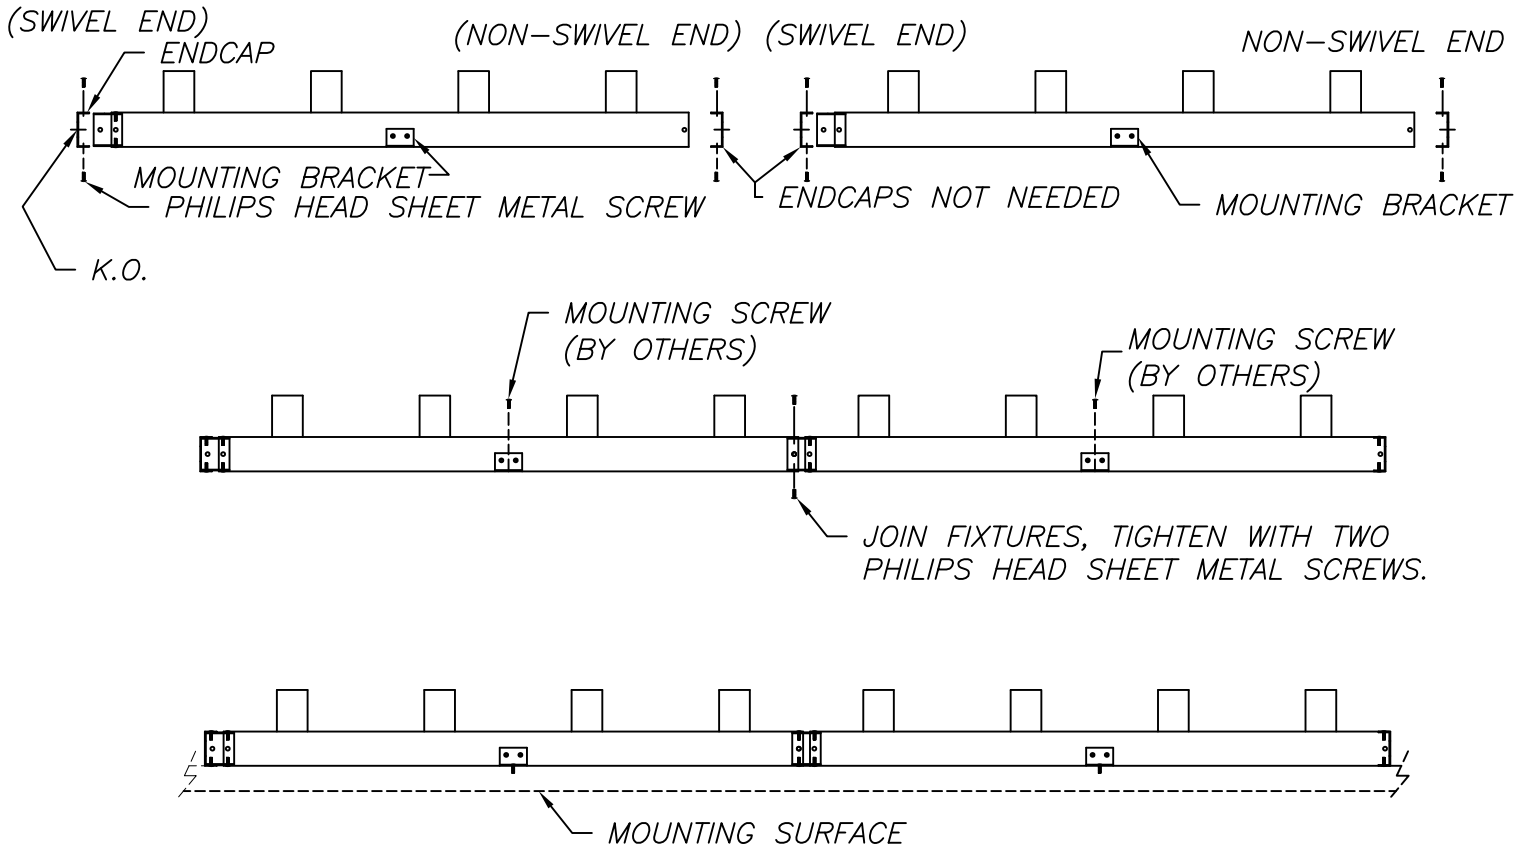 (SWIVEL END)
ENDCAP
(NON-SWIVEL END)
(SWIVEL END)
NON-SWIVEL END
MOUNTING BRACKET
PHILIPS HEAD SHEET METAL SCREW
ENDCAPS NOT NEEDED
MOUNTING BRACKET
K.O.
MOUNTING SCREW
(BY OTHERS)
MOUNTING SCREW
(BY OTHERS)
JOIN FIXTURES, TIGHTEN WITH TWO
PHILIPS HEAD SHEET METAL SCREWS.
MOUNTING SURFACE